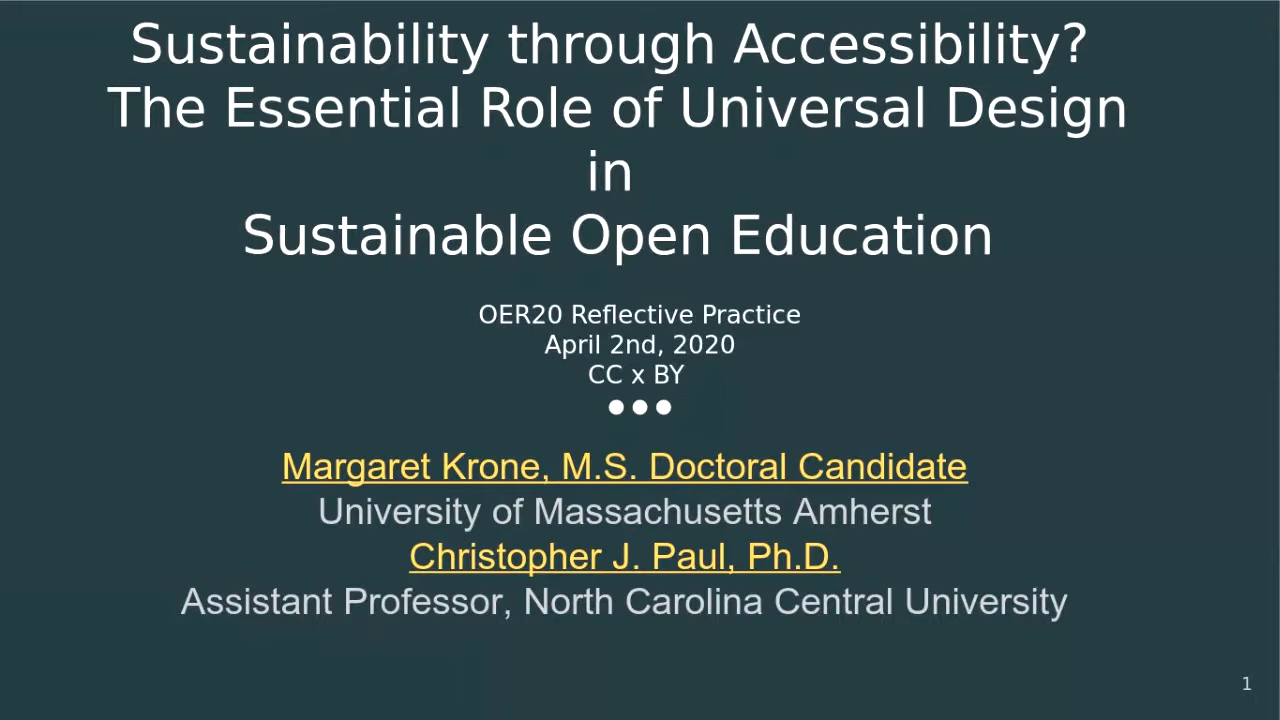 Sustainability through Accessibility?
The Essential Role of Universal Design
in
Sustainable Open Education
OER20 Reflective Practice
April 2nd, 2020
CC x BY
Margaret Krone, M.S. Doctoral Candidate
University of Massachusetts Amherst
Christopher J. Paul, Ph.D.
Assistant Professor, North Carolina Central University
1